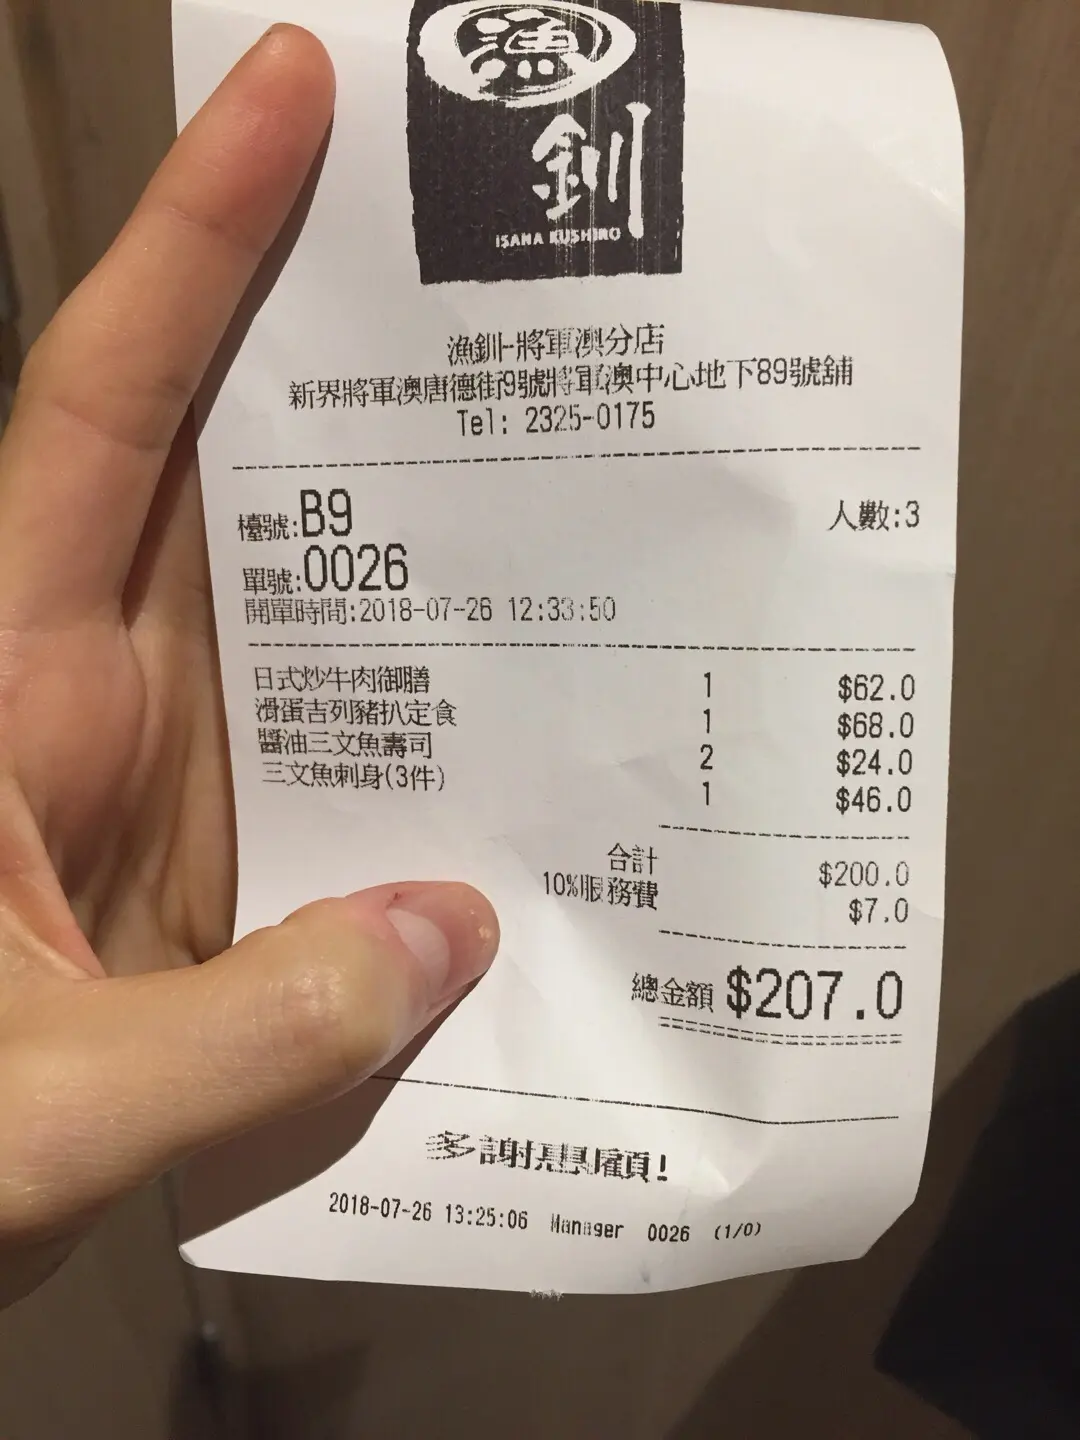 漁
釧
ISANA KUSHIRO
漁釧-將軍澳分店
新界將軍澳唐德街9號將軍澳中心地下89號舖
Tel: 2325-0175
檯號:B9 人數:3
單號:0026
開單時間:2018-07-26 12:33:50
日式炒牛肉御膳 1 $62.0
滑蛋吉列豬扒定食 1 $68.0
醬油三文魚壽司 2 $24.0
三文魚刺身(3件) 1 $46.0
合計 $200.0
10%服務費 $7.0
總金額 $207.0
多謝惠顧!
2018-07-26 13:25:06 Manager 0026 (1/0)